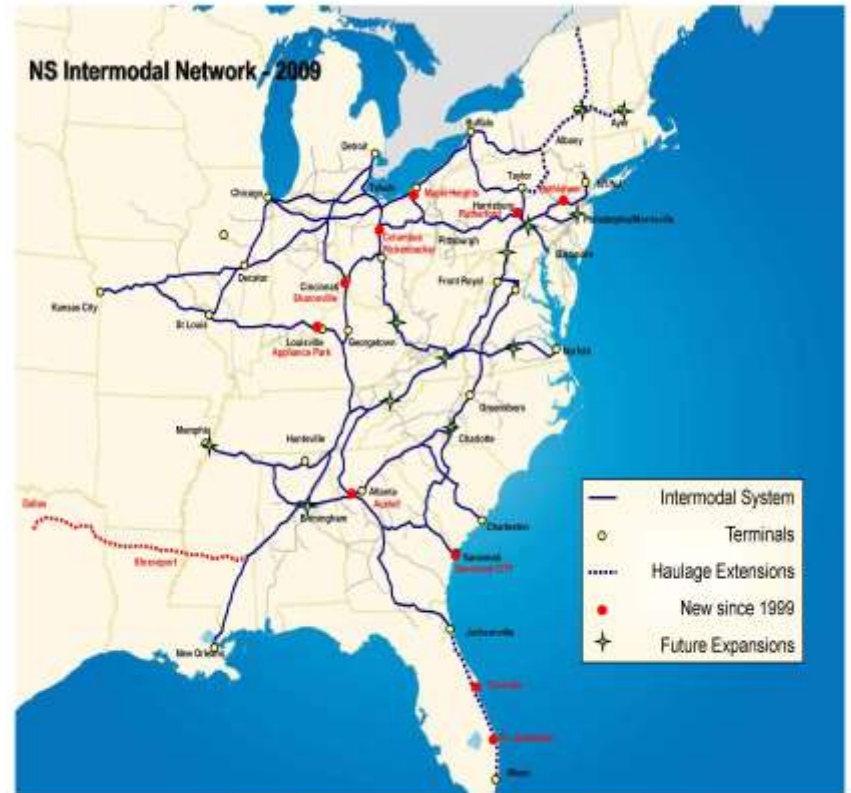 NS Intermodal Network - 2009
Buffalo
Ayer
Albany
Detroit
Toledo
Taylor
Bethlehem
NY/NJ
Chicago
Maple Heights
Harrisburg
Rutherford
Philadelphia/Morrisville
Columbus
Rickenbacker
Pittsburgh
Baltimore
Decatur
Cincinnati
Sharonville
Front Royal
Kansas City
St Louis
Louisville
Appliance Park
Georgetown
Norfolk
Greensboro
Memphis
Huntsville
Charlotte
Atlanta
Austell
Dallas
Birmingham
Charleston
Shreveport
Savannah
Jacksonville
New Orleans
Miami
Intermodal System
Terminals
Haulage Extensions
New since 1999
Future Expansions